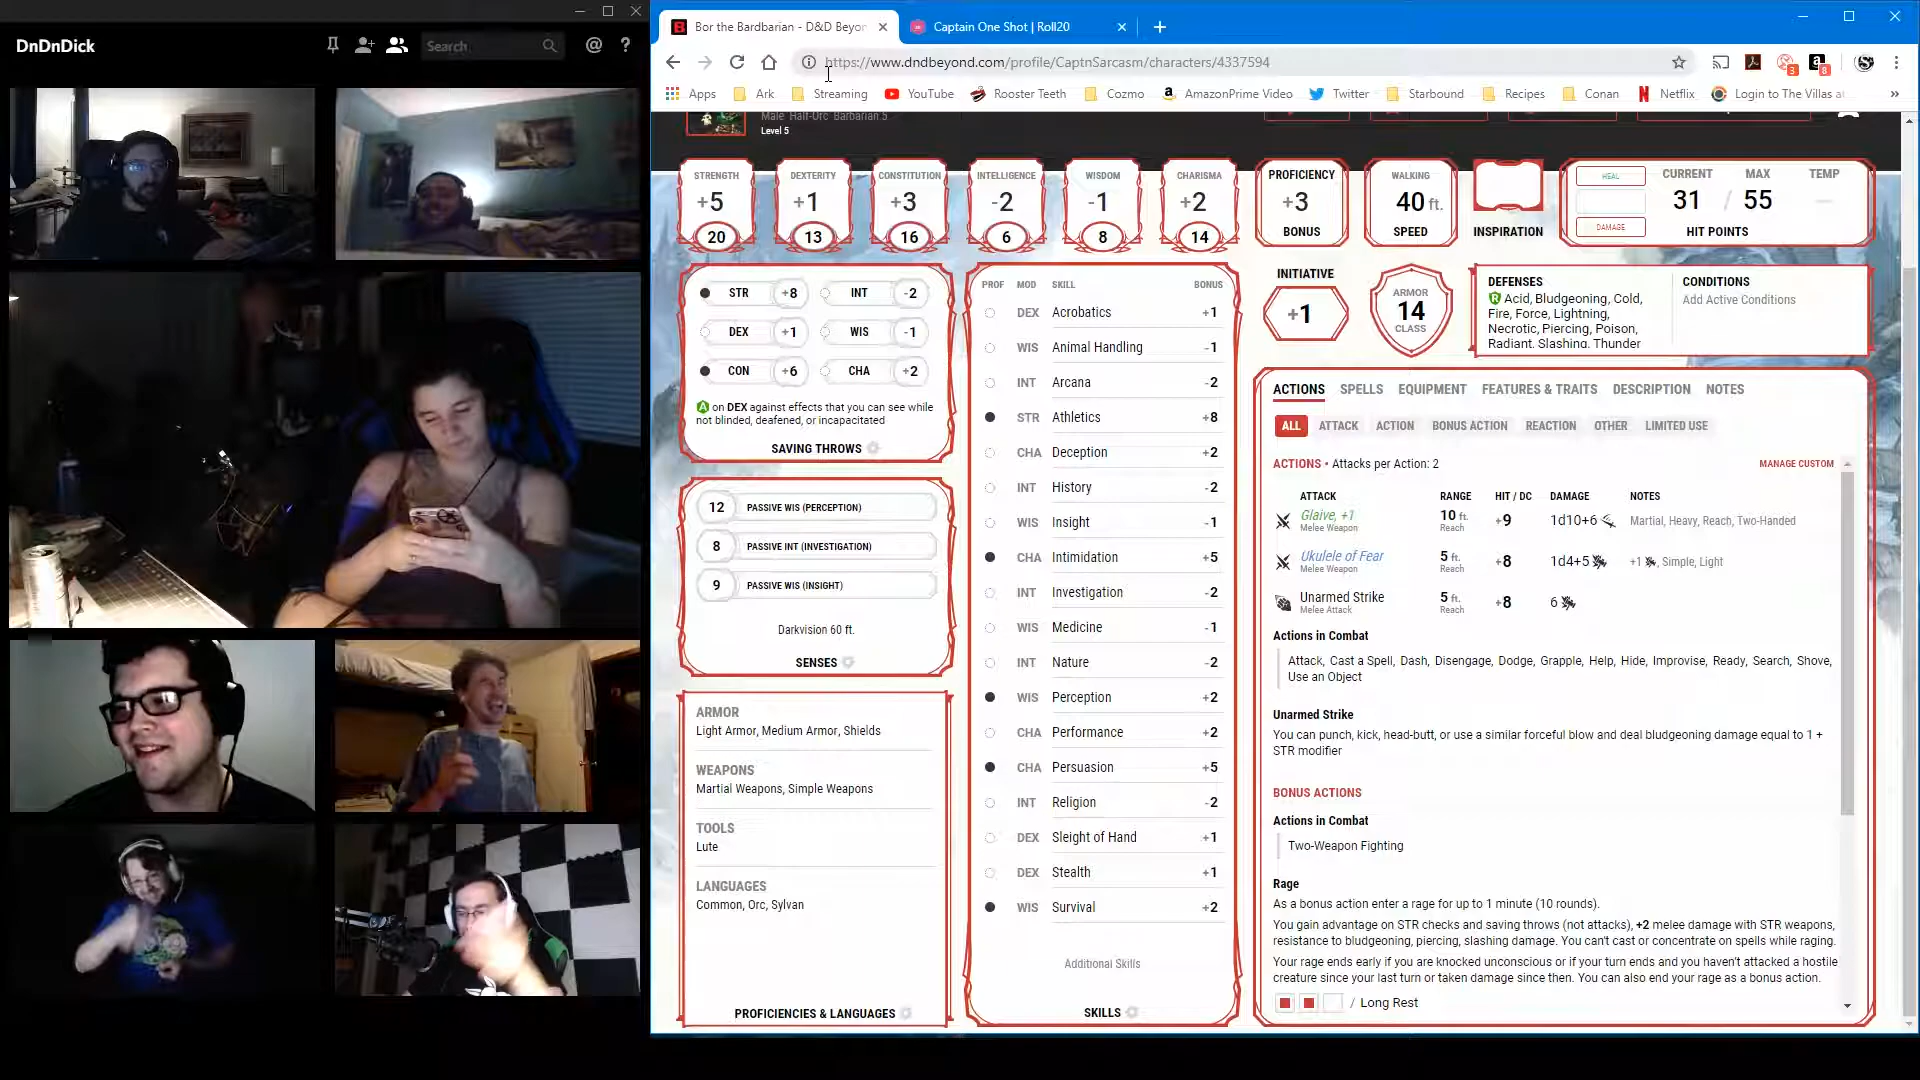 DnDnDick
Search
@
?
Bor the Bardbarian - D&D Beyon
Captain One Shot | Roll20
https://www.dndbeyond.com/profile/CaptnSarcasm/characters/4337594
Apps
Ark
Streaming
YouTube
Rooster Teeth
Cozmo
AmazonPrime Video
Twitter
Starbound
Recipes
Conan
Netflix
Login to The Villas at
Male Half-Orc Barbarian 5
Level 5
STRENGTH
+5
20
DEXTERITY
+1
13
CONSTITUTION
+3
16
INTELLIGENCE
-2
6
WISDOM
-1
8
CHARISMA
+2
14
PROFICIENCY
+3
BONUS
WALKING
40 ft.
SPEED
INSPIRATION
HEAL
DAMAGE
CURRENT
31
/
MAX
55
TEMP
HIT POINTS
STR +8
INT -2
DEX +1
WIS -1
CON +6
CHA +2
A on DEX against effects that you can see while
not blinded, deafened, or incapacitated
SAVING THROWS
12 PASSIVE WIS (PERCEPTION)
8 PASSIVE INT (INVESTIGATION)
9 PASSIVE WIS (INSIGHT)
Darkvision 60 ft.
SENSES
ARMOR
Light Armor, Medium Armor, Shields
WEAPONS
Martial Weapons, Simple Weapons
TOOLS
Lute
LANGUAGES
Common, Orc, Sylvan
PROFICIENCIES & LANGUAGES
PROF MOD SKILL BONUS
DEX Acrobatics +1
WIS Animal Handling -1
INT Arcana -2
STR Athletics +8
CHA Deception +2
INT History -2
WIS Insight -1
CHA Intimidation +5
INT Investigation -2
WIS Medicine -1
INT Nature -2
WIS Perception +2
CHA Performance +2
CHA Persuasion +5
INT Religion -2
DEX Sleight of Hand +1
DEX Stealth +1
WIS Survival +2
Additional Skills
SKILLS
INITIATIVE
+1
ARMOR
14
CLASS
DEFENSES
R Acid, Bludgeoning, Cold,
Fire, Force, Lightning,
Necrotic, Piercing, Poison,
Radiant, Slashing, Thunder
CONDITIONS
Add Active Conditions
ACTIONS SPELLS EQUIPMENT FEATURES & TRAITS DESCRIPTION NOTES
ALL ATTACK ACTION BONUS ACTION REACTION OTHER LIMITED USE
ACTIONS • Attacks per Action: 2
MANAGE CUSTOM
ATTACK RANGE HIT / DC DAMAGE NOTES
Glaive, +1 10 ft. +9 1d10+6 Martial, Heavy, Reach, Two-Handed
Melee Weapon Reach
Ukulele of Fear 5 ft. +8 1d4+5 +1 , Simple, Light
Melee Weapon Reach
Unarmed Strike 5 ft. +8 6
Melee Attack Reach
Actions in Combat
Attack, Cast a Spell, Dash, Disengage, Dodge, Grapple, Help, Hide, Improvise, Ready, Search, Shove,
Use an Object
Unarmed Strike
You can punch, kick, head-butt, or use a similar forceful blow and deal bludgeoning damage equal to 1 +
STR modifier
BONUS ACTIONS
Actions in Combat
Two-Weapon Fighting
Rage
As a bonus action enter a rage for up to 1 minute (10 rounds).
You gain advantage on STR checks and saving throws (not attacks), +2 melee damage with STR weapons,
resistance to bludgeoning, piercing, slashing damage. You can't cast or concentrate on spells while raging.
Your rage ends early if you are knocked unconscious or if your turn ends and you haven't attacked a hostile
creature since your last turn or taken damage since then. You can also end your rage as a bonus action.
/ Long Rest